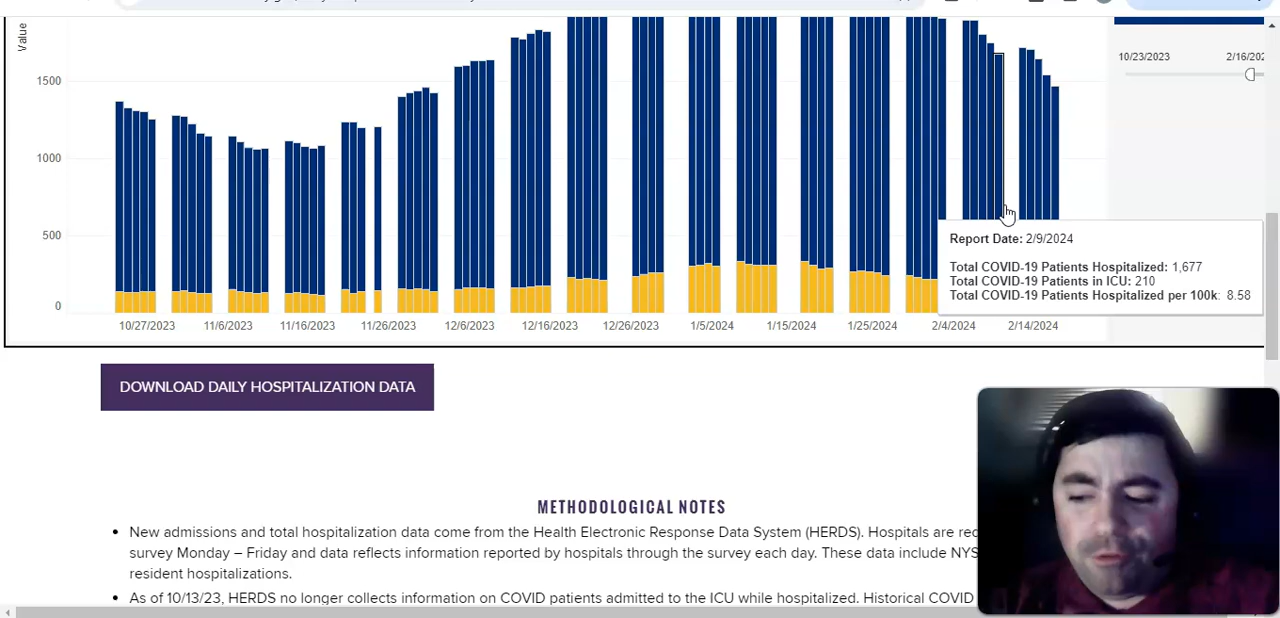 Value
10/23/2023
1500
1000
500
0
Report Date: 2/9/2024
Total COVID-19 Patients Hospitalized: 1,677
Total COVID-19 Patients in ICU: 210
Total COVID-19 Patients Hospitalized per 100k: 8.58
10/27/2023 11/6/2023 11/16/2023 11/26/2023 12/6/2023 12/16/2023 12/26/2023 1/5/2024 1/15/2024 1/25/2024 2/4/2024 2/14/2024
DOWNLOAD DAILY HOSPITALIZATION DATA
METHODOLOGICAL NOTES
New admissions and total hospitalization data come from the Health Electronic Response Data System (HERDS). Hospitals are
survey Monday – Friday and data reflects information reported by hospitals through the survey each day. These data include NYS
resident hospitalizations.
As of 10/13/23, HERDS no longer collects information on COVID patients admitted to the ICU while hospitalized. Historical COVID